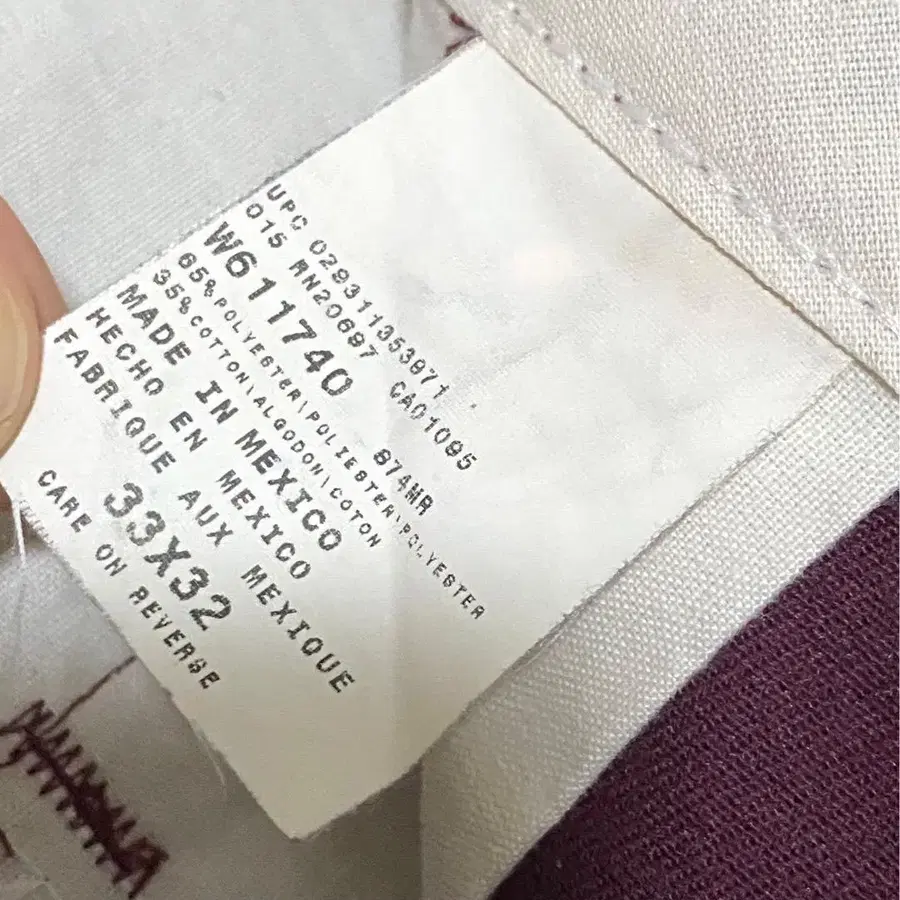 UPC 029311353971
015 RN20697 CA01095
W611740 874MR
65%POLYESTER\POLIESTER\POLYESTER
35%COTTON\ALGODON\COTON
MADE IN MEXICO
HECHO EN MEXICO
FABRIQUE AUX MEXIQUE
33X32
CARE ON REVERSE